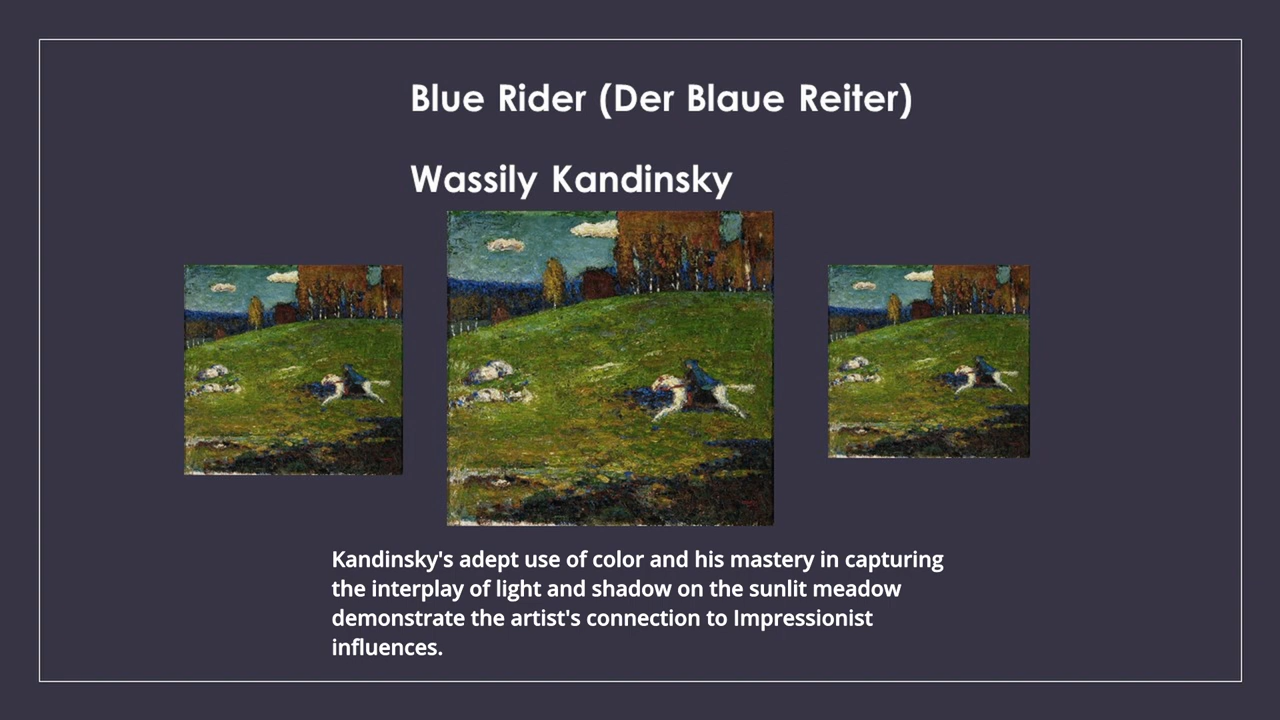 Blue Rider (Der Blaue Reiter)
Wassily Kandinsky
Kandinsky's adept use of color and his mastery in capturing
the interplay of light and shadow on the sunlit meadow
demonstrate the artist's connection to Impressionist
influences.